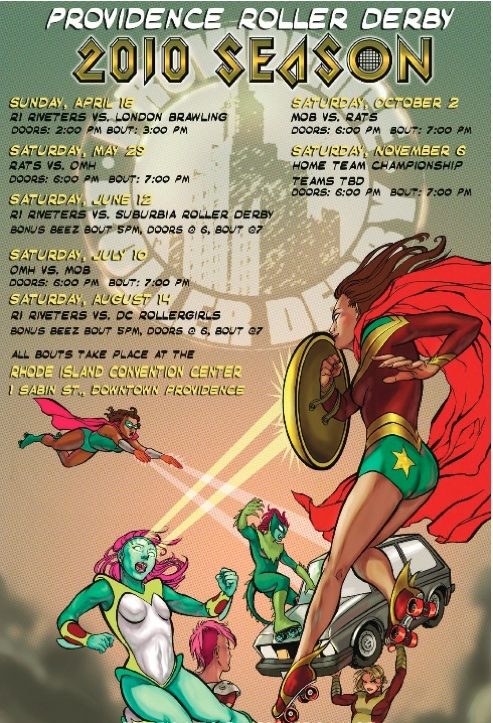 PROVIDENCE ROLLER DERBY
2010 SEASON
SUNDAY, APRIL 18
RI RIVETERS VS. LONDON BRAWLING
DOORS: 2:00 PM BOUT: 3:00 PM
SATURDAY, MAY 29
RATS VS. OMH
DOORS: 6:00 PM BOUT: 7:00 PM
SATURDAY, JUNE 12
RI RIVETERS VS. SUBURBIA ROLLER DERBY
BONUS BEEZ BOUT 5PM, DOORS @ 6, BOUT @7
SATURDAY, JULY 10
OMH VS. MOB
DOORS: 6:00 PM BOUT: 7:00 PM
SATURDAY, AUGUST 14
RI RIVETERS VS. DC ROLLERGIRLS
BONUS BEEZ BOUT 5PM, DOORS @ 6, BOUT @7
SATURDAY, OCTOBER 2
MOB VS. RATS
DOORS: 6:00 PM BOUT: 7:00 PM
SATURDAY, NOVEMBER 6
HOME TEAM CHAMPIONSHIP
TEAMS TBD
DOORS: 6:00 PM BOUT: 7:00 PM
ALL BOUTS TAKE PLACE AT THE
RHODE ISLAND CONVENTION CENTER
1 SABIN ST., DOWNTOWN PROVIDENCE